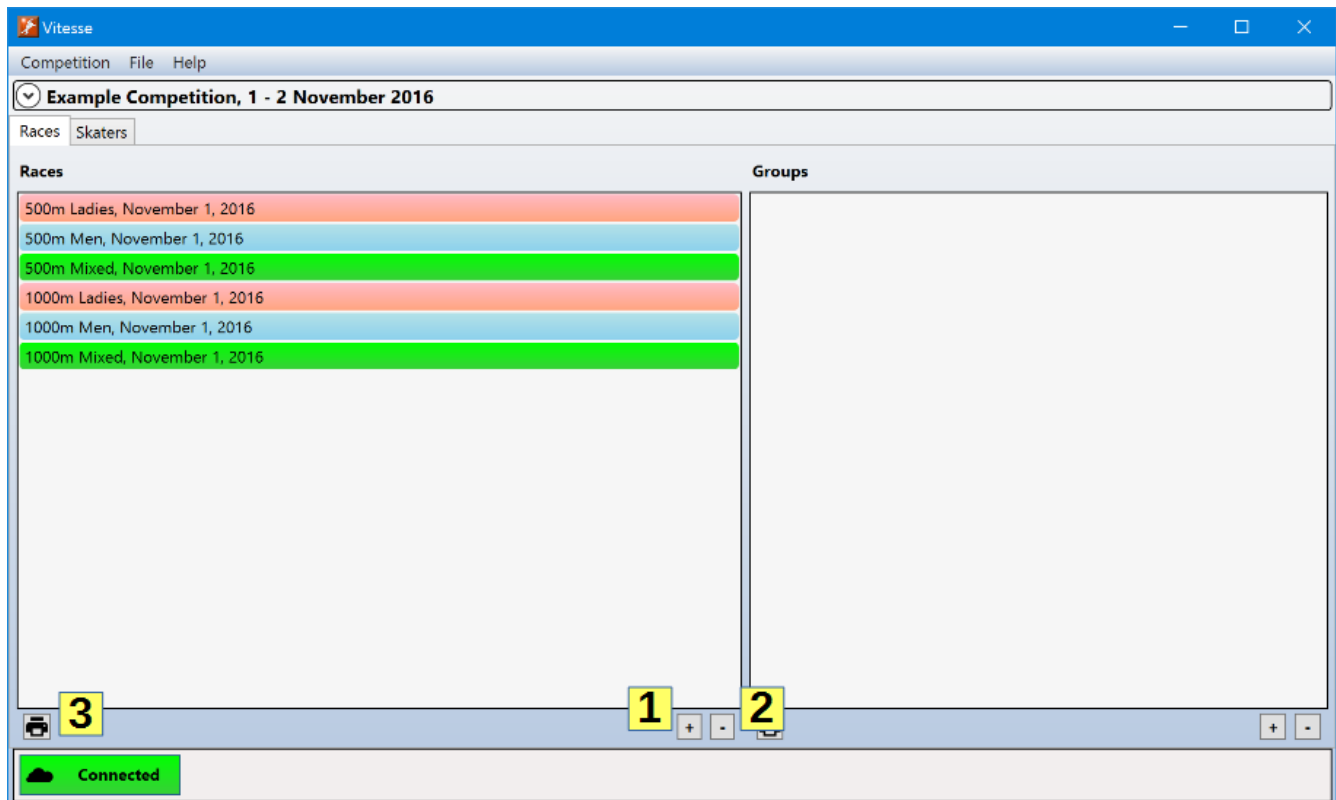 Vitesse
Competition File Help
Example Competition, 1 - 2 November 2016
Races Skaters
Races
Groups
500m Ladies, November 1, 2016
500m Men, November 1, 2016
500m Mixed, November 1, 2016
1000m Ladies, November 1, 2016
1000m Men, November 1, 2016
1000m Mixed, November 1, 2016
3
1
+ -
2
+ -
Connected